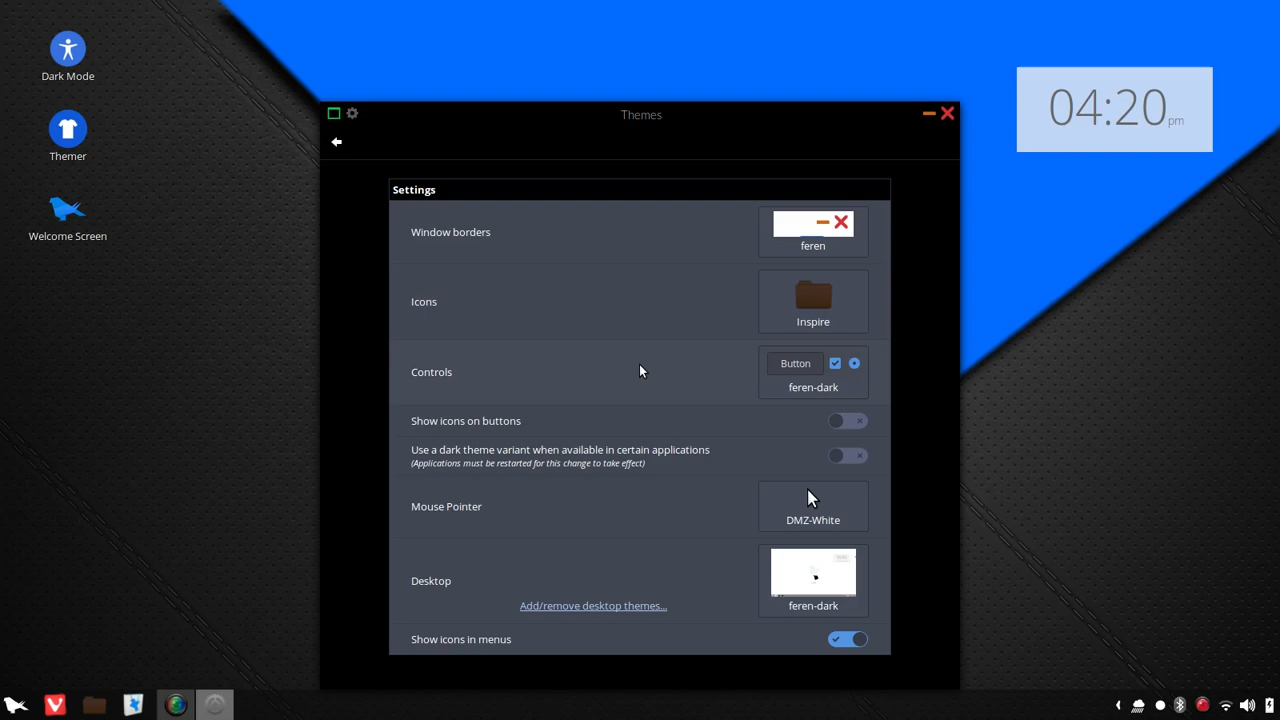 Dark Mode
Themer
Welcome Screen
04:20 pm
Themes
Settings
Window borders
feren
Icons
Inspire
Controls
Button
feren-dark
Show icons on buttons
Use a dark theme variant when available in certain applications
(Applications must be restarted for this change to take effect)
Mouse Pointer
DMZ-White
Desktop
Add/remove desktop themes...
feren-dark
Show icons in menus